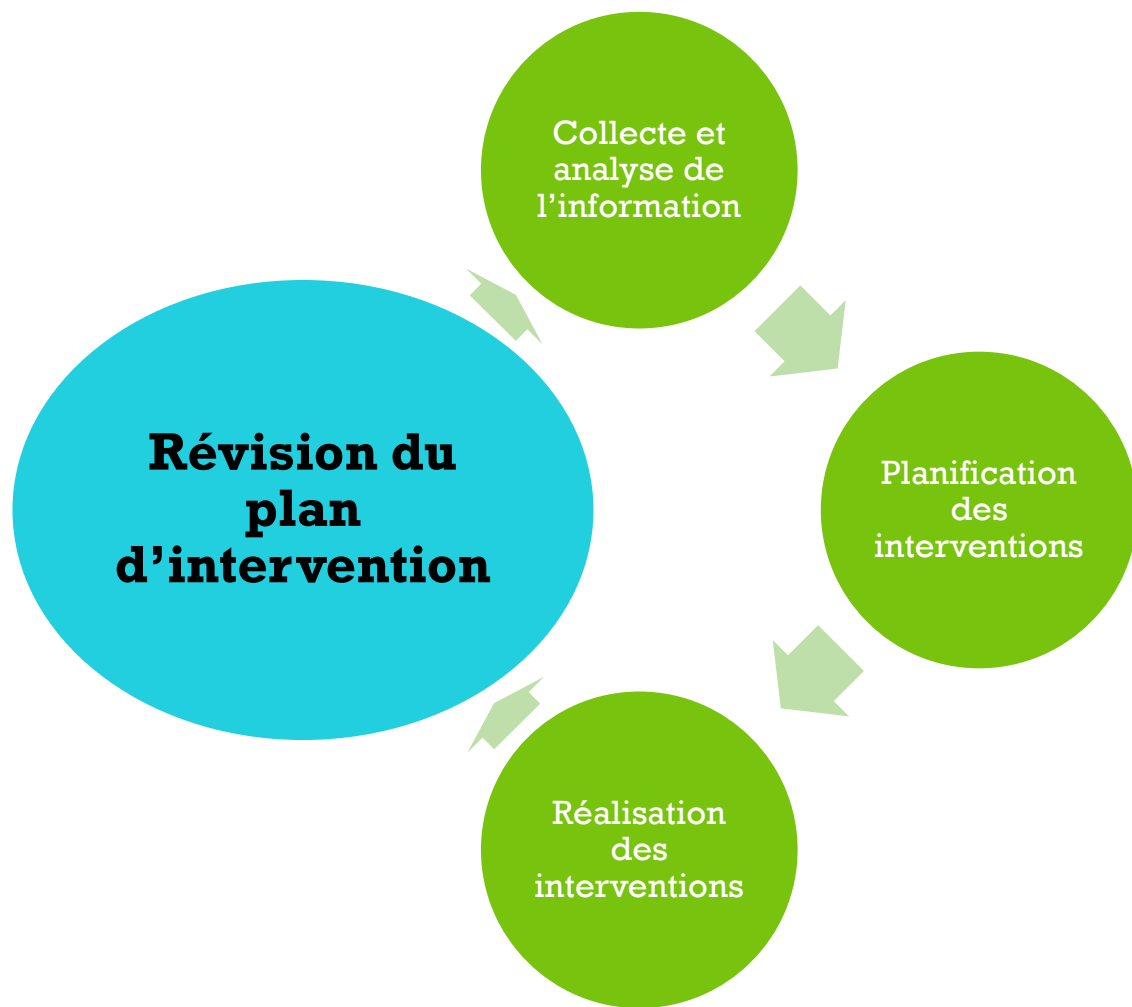 Collecte et
analyse de
l’information
Planification
des
interventions
Réalisation
des
interventions
Révision du
plan
d’intervention